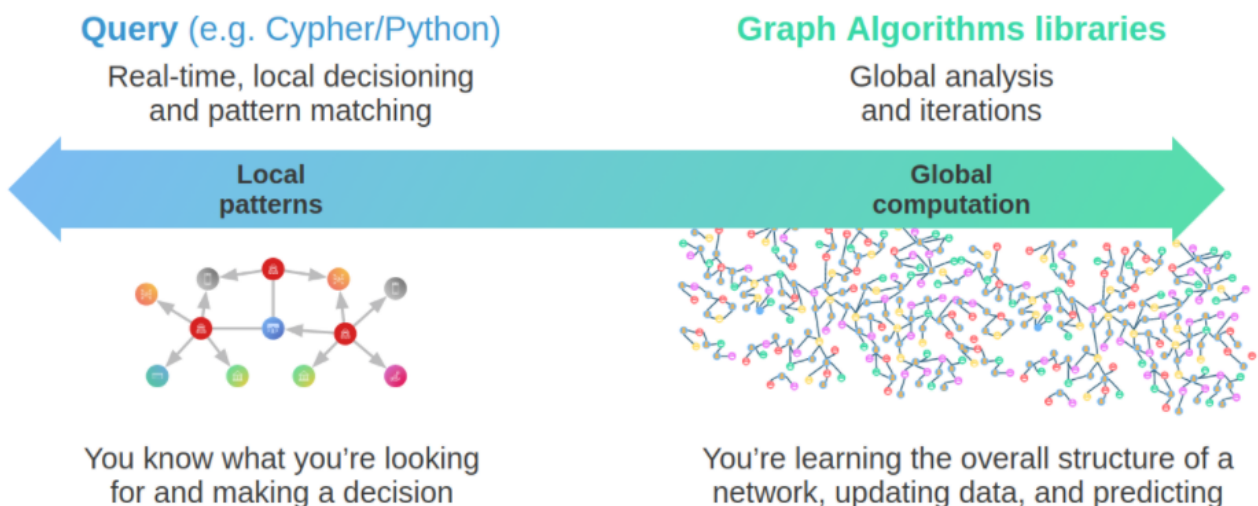 Query (e.g. Cypher/Python)
Real-time, local decisioning
and pattern matching
Graph Algorithms libraries
Global analysis
and iterations
Local
patterns
Global
computation
You know what you’re looking
for and making a decision
You’re learning the overall structure of a
network, updating data, and predicting